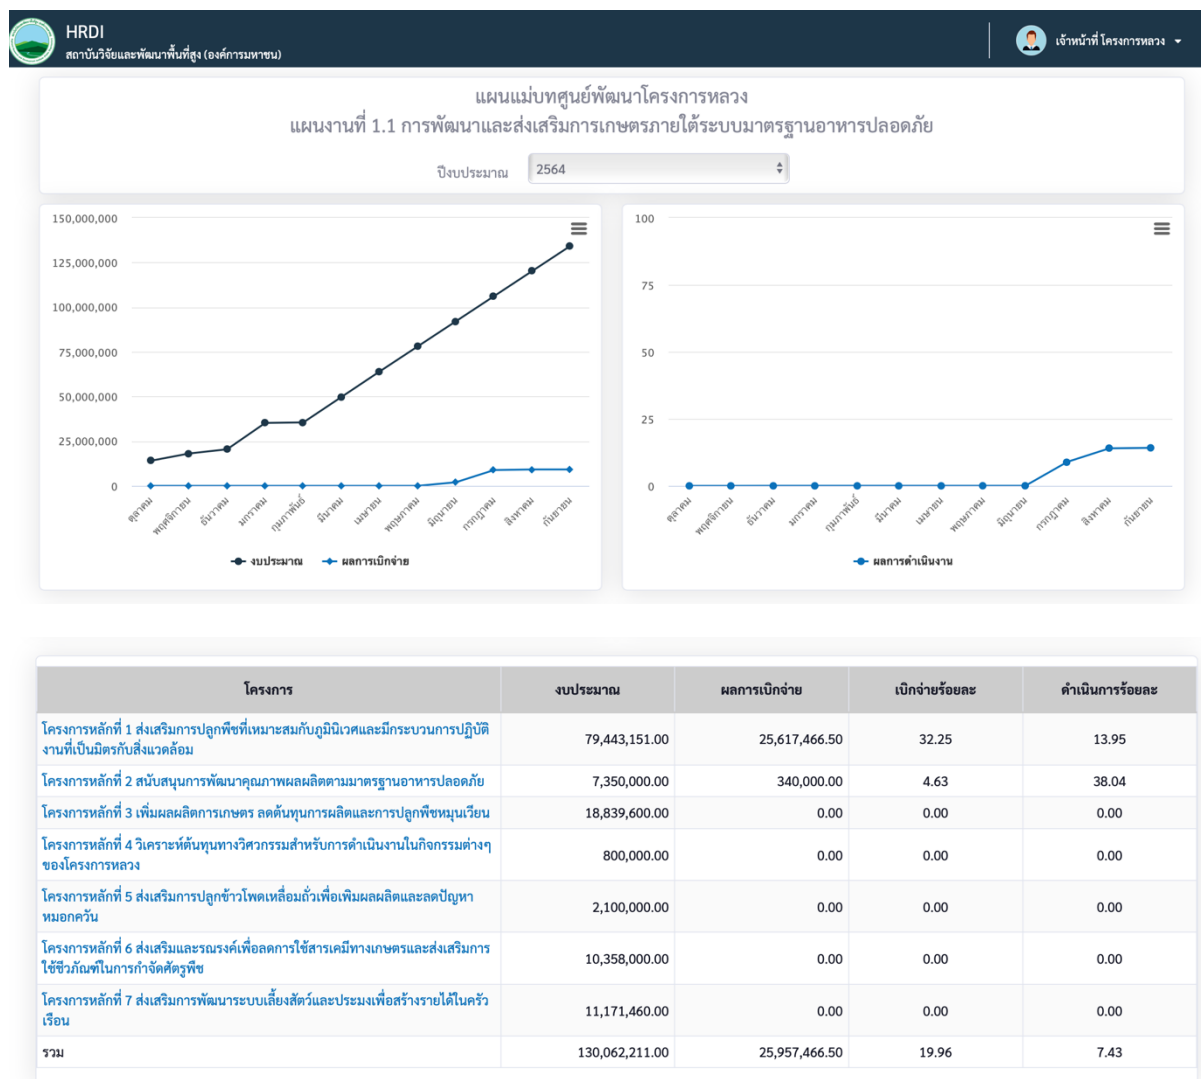 HRDI
สถาบันวิจัยและพัฒนาพื้นที่สูง (องค์การมหาชน)
เจ้าหน้าที่ โครงการหลวง
แผนแม่บทศูนย์พัฒนาโครงการหลวง
แผนงานที่ 1.1 การพัฒนาและส่งเสริมการเกษตรภายใต้ระบบมาตรฐานอาหารปลอดภัย
ปีงบประมาณ 2564
150,000,000
125,000,000
100,000,000
75,000,000
50,000,000
25,000,000
0
ตุลาคม พฤศจิกายน ธันวาคม มกราคม กุมภาพันธ์ มีนาคม เมษายน พฤษภาคม มิถุนายน กรกฎาคม สิงหาคม กันยายน
งบประมาณ ผลการเบิกจ่าย
100
75
50
25
0
ตุลาคม พฤศจิกายน ธันวาคม มกราคม กุมภาพันธ์ มีนาคม เมษายน พฤษภาคม มิถุนายน กรกฎาคม สิงหาคม กันยายน
ผลการดำเนินงาน
โครงการ งบประมาณ ผลการเบิกจ่าย เบิกจ่ายร้อยละ ดำเนินการร้อยละ
โครงการหลักที่ 1 ส่งเสริมการปลูกพืชที่เหมาะสมกับภูมินิเวศและมีกระบวนการปฏิบัติ
งานที่เป็นมิตรกับสิ่งแวดล้อม
79,443,151.00 25,617,466.50 32.25 13.95
โครงการหลักที่ 2 สนับสนุนการพัฒนาคุณภาพผลผลิตตามมาตรฐานอาหารปลอดภัย 7,350,000.00 340,000.00 4.63 38.04
โครงการหลักที่ 3 เพิ่มผลผลิตการเกษตร ลดต้นทุนการผลิตและการปลูกพืชหมุนเวียน 18,839,600.00 0.00 0.00 0.00
โครงการหลักที่ 4 วิเคราะห์ต้นทุนทางวิศวกรรมสำหรับการดำเนินงานในกิจกรรมต่างๆ
ของโครงการหลวง
800,000.00 0.00 0.00 0.00
โครงการหลักที่ 5 ส่งเสริมการปลูกข้าวโพดเหลื่อมถั่วเพื่อเพิมผลผลิตและลดปัญหา
หมอกควัน
2,100,000.00 0.00 0.00 0.00
โครงการหลักที่ 6 ส่งเสริมและรณรงค์เพื่อลดการใช้สารเคมีทางเกษตรและส่งเสริมการ
ใช้ชีวภัณฑ์ในการกำจัดศัตรูพืช
10,358,000.00 0.00 0.00 0.00
โครงการหลักที่ 7 ส่งเสริมการพัฒนาระบบเลี้ยงสัตว์และประมงเพื่อสร้างรายได้ในครัว
เรือน
11,171,460.00 0.00 0.00 0.00
รวม 130,062,211.00 25,957,466.50 19.96 7.43